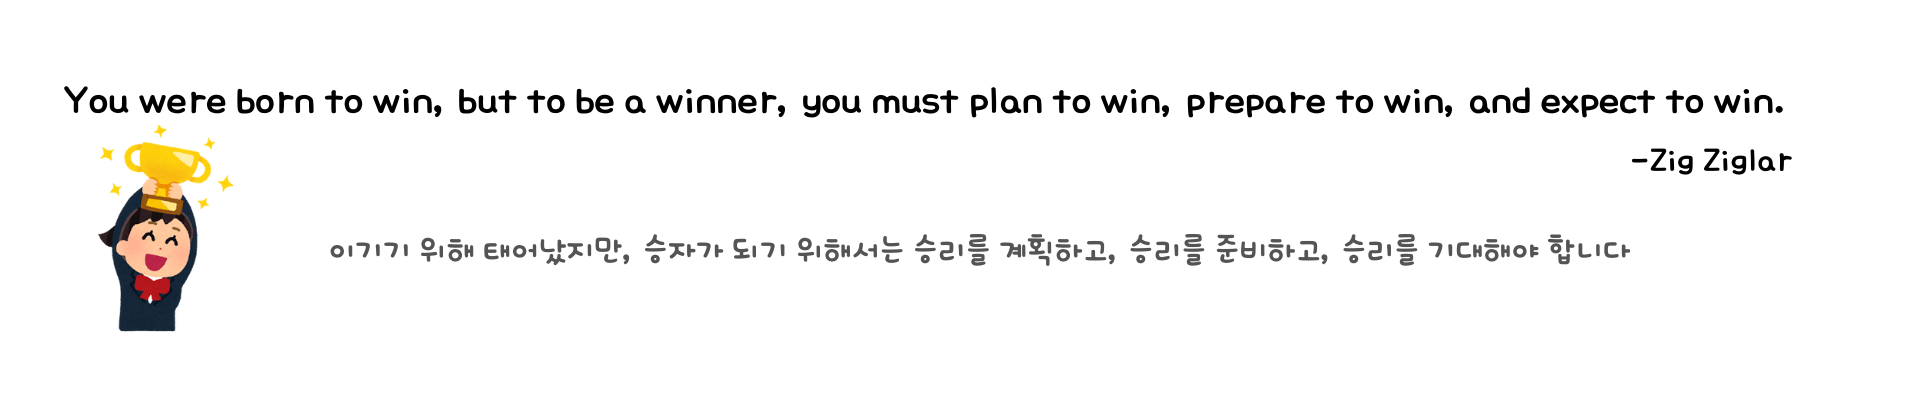 You were born to win, but to be a winner, you must plan to win, prepare to win, and expect to win.
-Zig Ziglar
이기기 위해 태어났지만, 승자가 되기 위해서는 승리를 계획하고, 승리를 준비하고, 승리를 기대해야 합니다